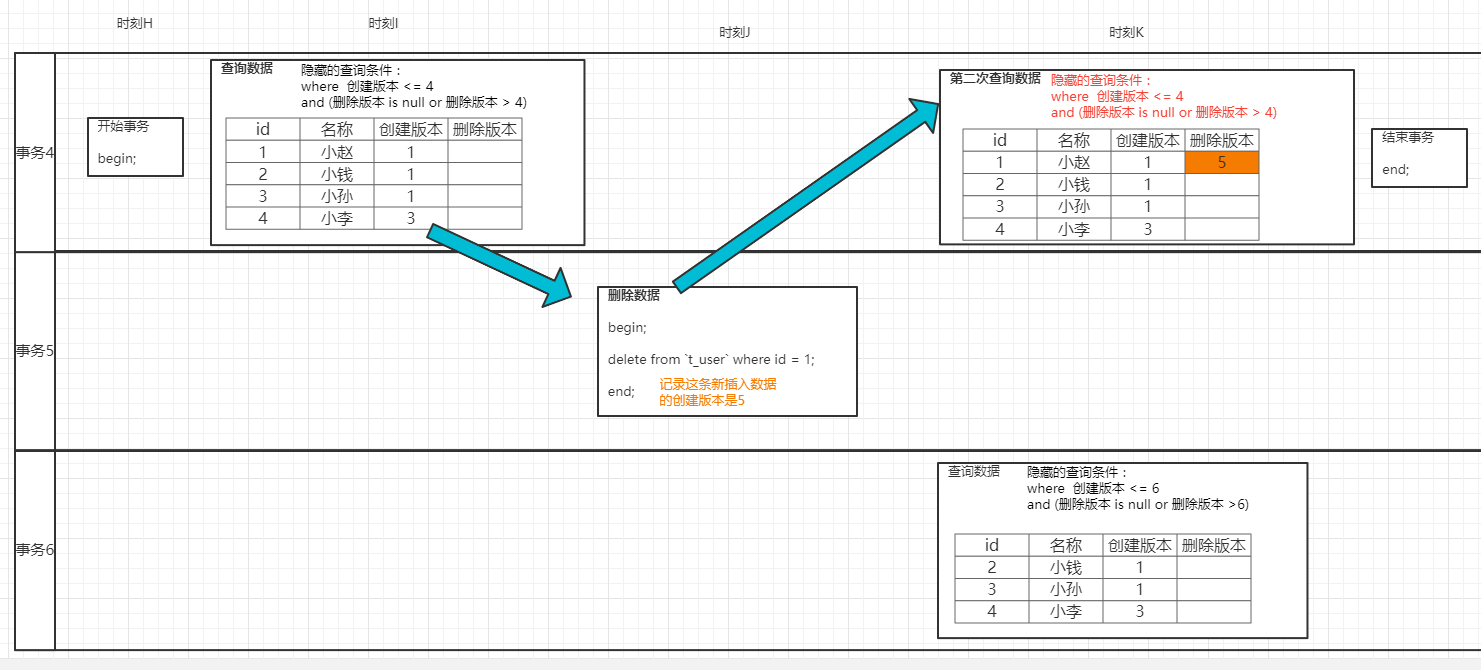 时刻H
时刻I
时刻J
时刻K
事务4
开始事务
begin;
查询数据
隐藏的查询条件：
where 创建版本 <= 4
and (删除版本 is null or 删除版本 > 4)
id 名称 创建版本 删除版本
1 小赵 1
2 小钱 1
3 小孙 1
4 小李 3
第二次查询数据
隐藏的查询条件：
where 创建版本 <= 4
and (删除版本 is null or 删除版本 > 4)
id 名称 创建版本 删除版本
1 小赵 1 5
2 小钱 1
3 小孙 1
4 小李 3
结束事务
end;
事务5
删除数据
begin;
delete from `t_user` where id = 1;
end;
记录这条新插入数据
的创建版本是5
事务6
查询数据
隐藏的查询条件：
where 创建版本 <= 6
and (删除版本 is null or 删除版本 >6)
id 名称 创建版本 删除版本
2 小钱 1
3 小孙 1
4 小李 3